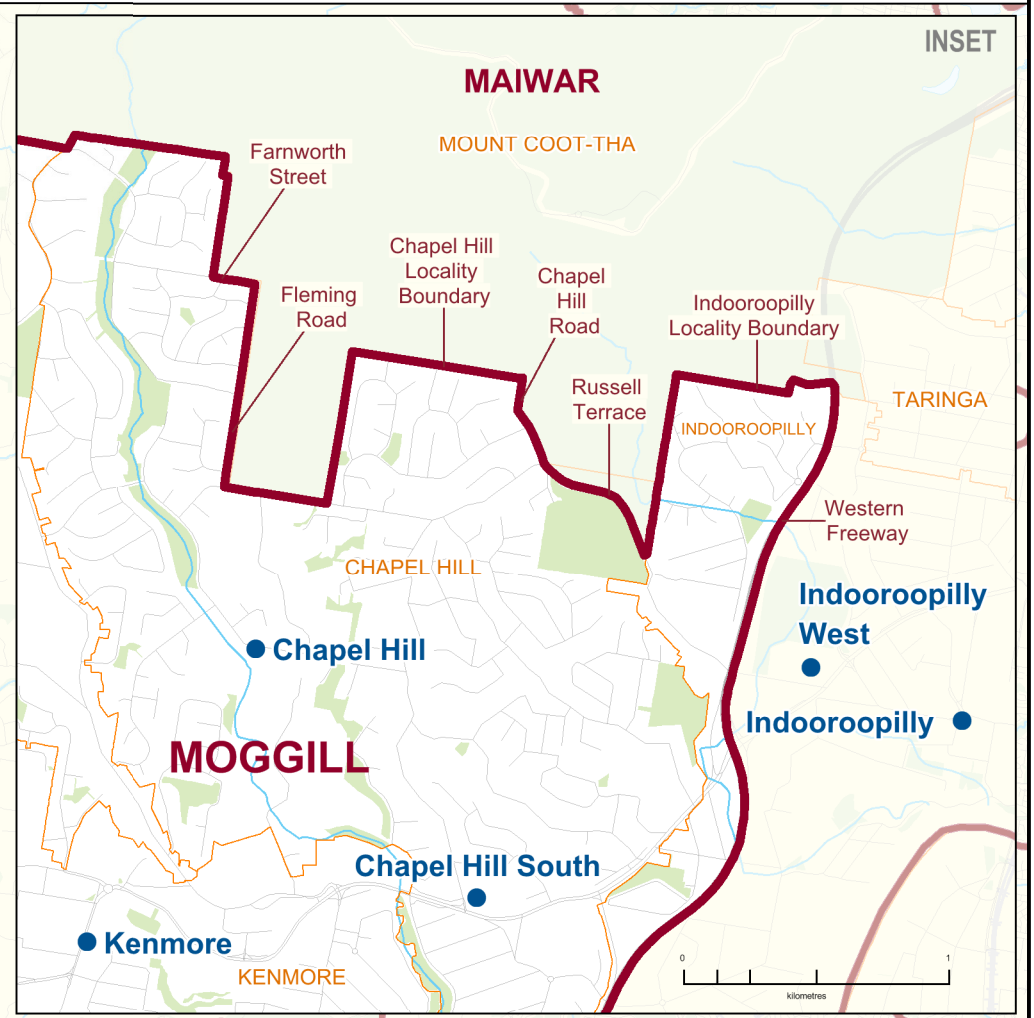 INSET
MAIWAR
MOUNT COOT-THA
Farnworth
Street
Chapel Hill
Locality
Boundary
Chapel
Hill
Road
Fleming
Road
Indooroopilly
Locality Boundary
Russell
Terrace
TARINGA
INDOOROOPILLY
Western
Freeway
CHAPEL HILL
Indooroopilly
West
Chapel Hill
Indooroopilly
MOGGILL
Chapel Hill South
Kenmore
KENMORE
0 1
kilometres